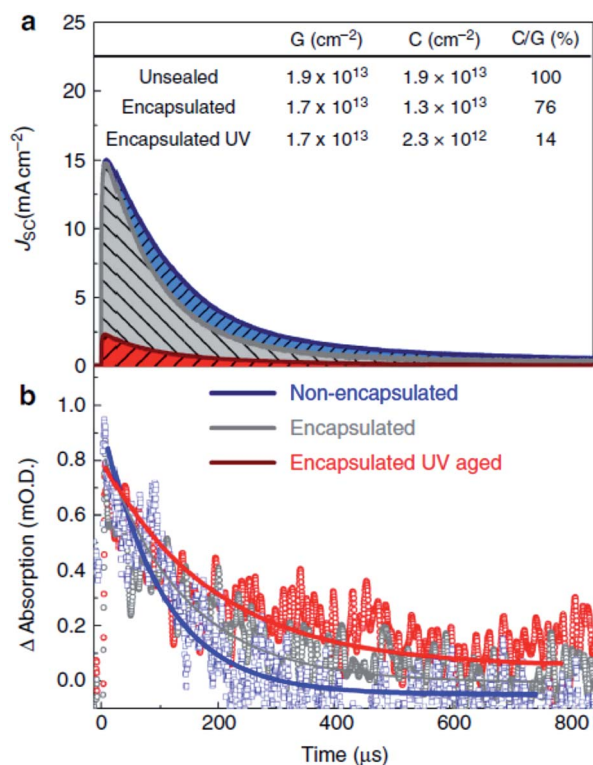 a
G (cm⁻²) C (cm⁻²) C/G (%)
Unsealed 1.9 x 10¹³ 1.9 × 10¹³ 100
Encapsulated 1.7 x 10¹³ 1.3 × 10¹³ 76
Encapsulated UV 1.7 x 10¹³ 2.3 × 10¹² 14
25
20
15
10
5
0
J_SC(mA cm⁻²)
b
Non-encapsulated
Encapsulated
Encapsulated UV aged
1.0
0.8
0.6
0.4
0.2
0.0
Δ Absorption (mO.D.)
0 200 400 600 800
Time (μs)